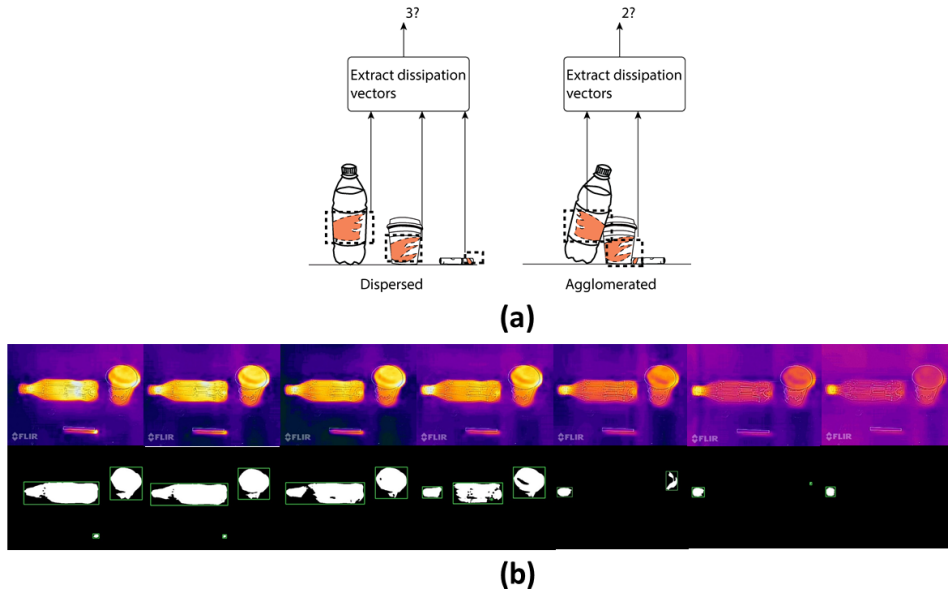 3?
2?
Extract dissipation
vectors
Extract dissipation
vectors
Dispersed
Agglomerated
(a)
FLIR
FLIR
FLIR
FLIR
FLIR
FLIR
FLIR
(b)